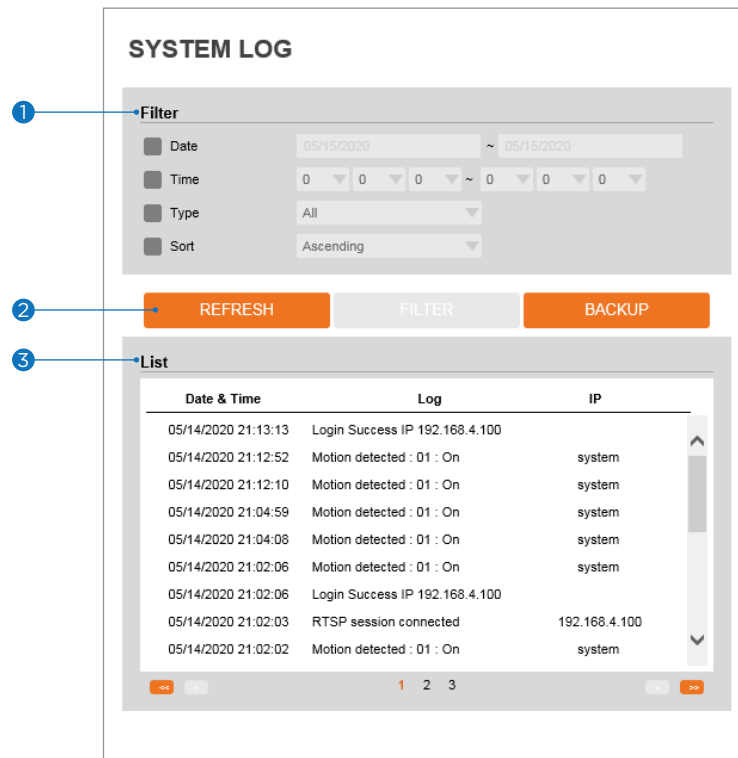 SYSTEM LOG
1
Filter
Date 05/15/2020 ~ 05/15/2020
Time 0 0 0 ~ 0 0 0
Type All
Sort Ascending
2
REFRESH FILTER BACKUP
3
List
Date & Time Log IP
05/14/2020 21:13:13 Login Success IP 192.168.4.100
05/14/2020 21:12:52 Motion detected : 01 : On system
05/14/2020 21:12:10 Motion detected : 01 : On system
05/14/2020 21:04:59 Motion detected : 01 : On system
05/14/2020 21:04:08 Motion detected : 01 : On system
05/14/2020 21:02:06 Motion detected : 01 : On system
05/14/2020 21:02:06 Login Success IP 192.168.4.100
05/14/2020 21:02:03 RTSP session connected 192.168.4.100
05/14/2020 21:02:02 Motion detected : 01 : On system
<< < 1 2 3 > >>